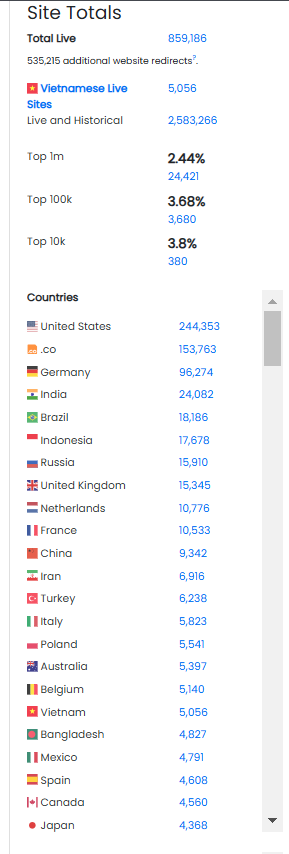 Site Totals
Total Live 859,186
535,215 additional website redirects?.
Vietnamese Live 5,056
Sites
Live and Historical 2,583,266
Top 1m 2.44%
24,421
Top 100k 3.68%
3,680
Top 10k 3.8%
380
Countries
United States 244,353
.co 153,763
Germany 96,274
India 24,082
Brazil 18,186
Indonesia 17,678
Russia 15,910
United Kingdom 15,345
Netherlands 10,776
France 10,533
China 9,342
Iran 6,916
Turkey 6,238
Italy 5,823
Poland 5,541
Australia 5,397
Belgium 5,140
Vietnam 5,056
Bangladesh 4,827
Mexico 4,791
Spain 4,608
Canada 4,560
Japan 4,368